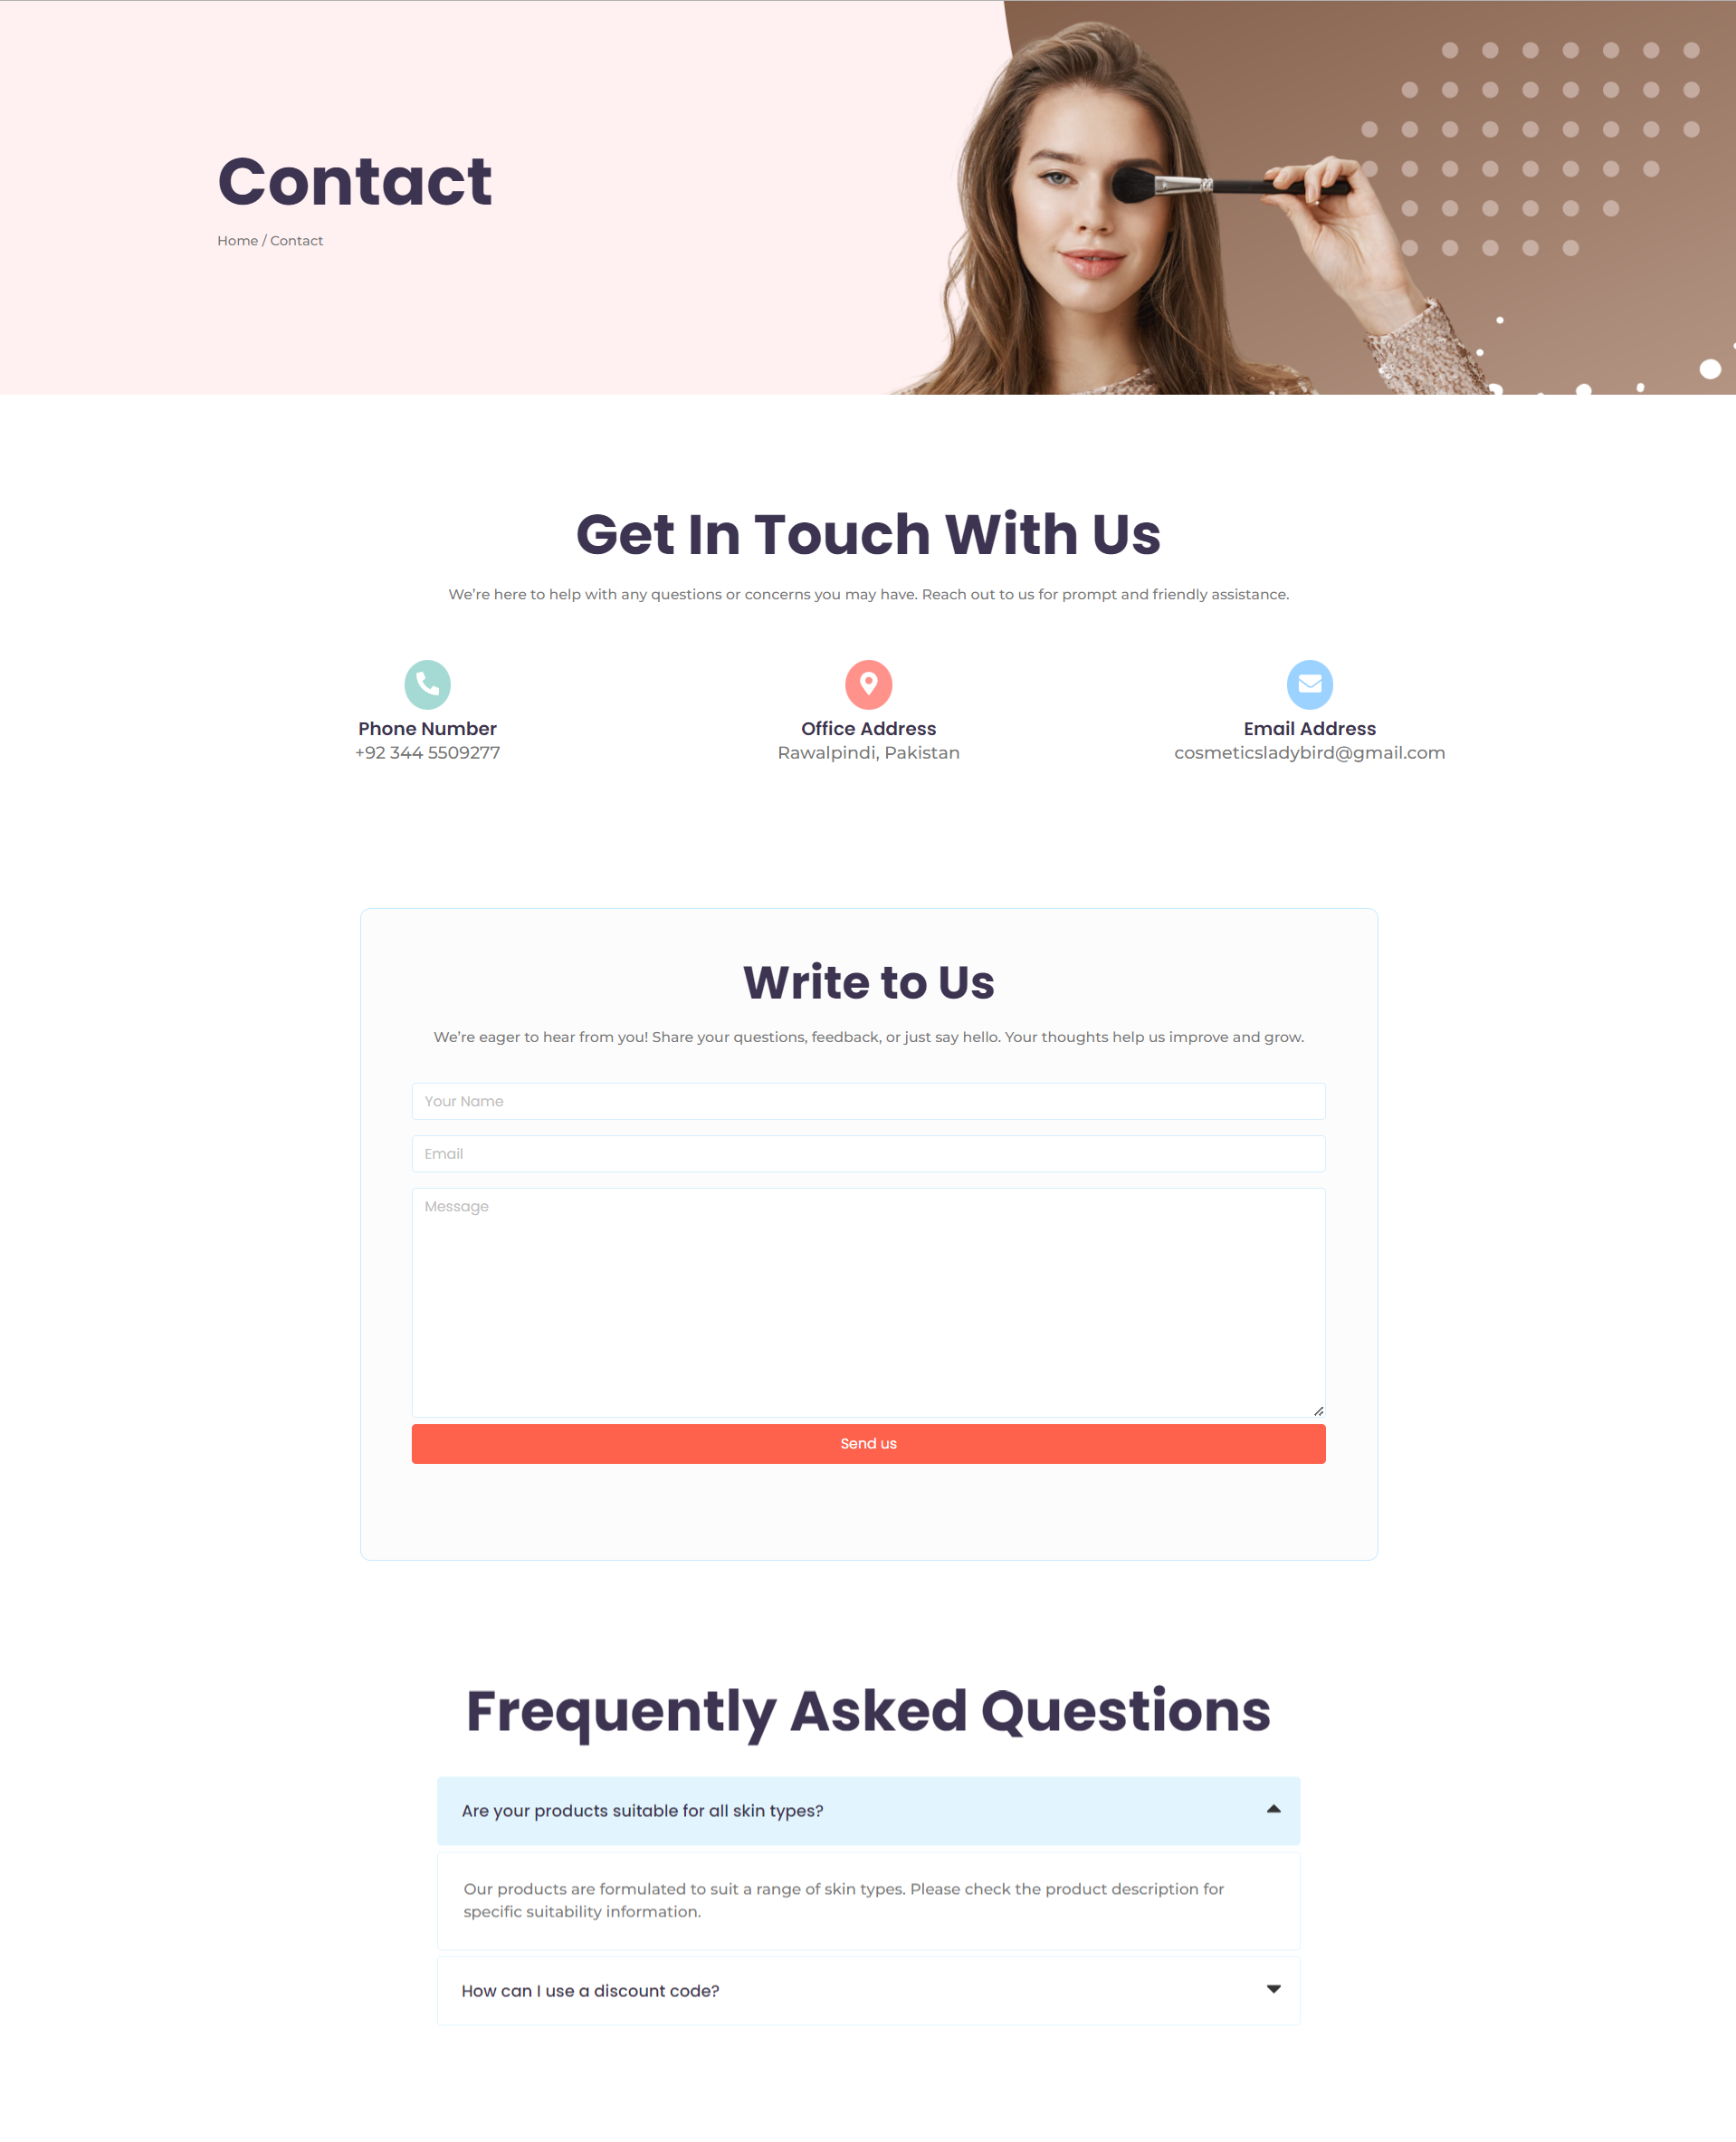 Contact
Home / Contact
Get In Touch With Us
We're here to help with any questions or concerns you may have. Reach out to us for prompt and friendly assistance.
Phone Number
+92 344 5509277
Office Address
Rawalpindi, Pakistan
Email Address
cosmeticsladybird@gmail.com
Write to Us
We're eager to hear from you! Share your questions, feedback, or just say hello. Your thoughts help us improve and grow.
Your Name
Email
Message
Send us
Frequently Asked Questions
Are your products suitable for all skin types?
Our products are formulated to suit a range of skin types. Please check the product description for
specific suitability information.
How can I use a discount code?